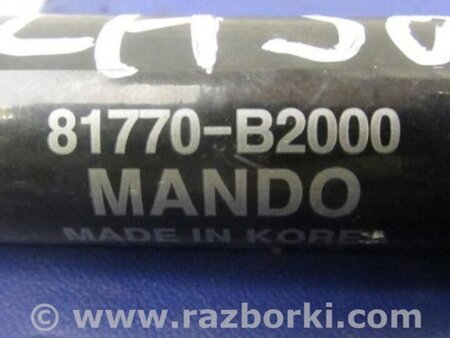 81770-B2000
MANDO
MADE IN KOREA
© www.razborki.com